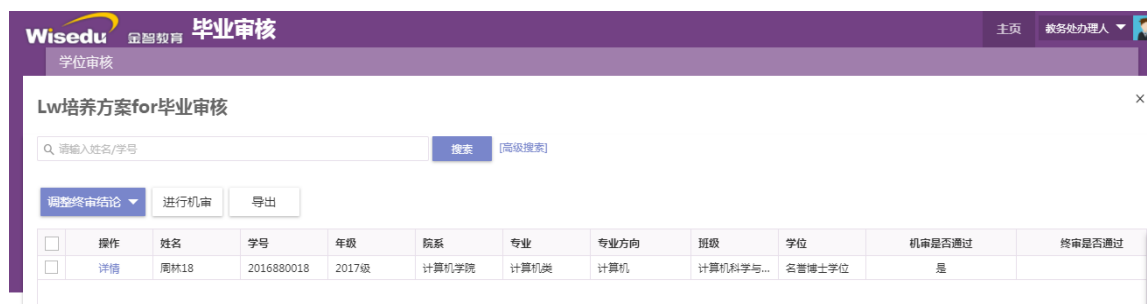 Wisedu 金智教育 毕业审核 主页 教务处办理人
学位审核
Lw培养方案for毕业审核 ×
请输入姓名/学号 搜索 [高级搜索]
调整终审结论 进行机审 导出
操作 姓名 学号 年级 院系 专业 专业方向 班级 学位 机审是否通过 终审是否通过
详情 周林18 2016880018 2017级 计算机学院 计算机类 计算机 计算机科学与... 名誉博士学位 是